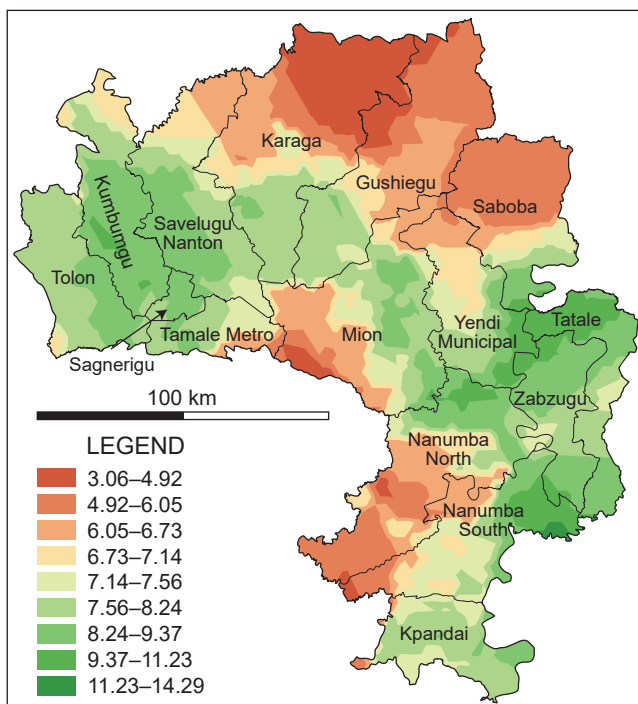 Karaga
Gushiegu
Saboba
Kumbumgu
Savelugu
Nanton
Tolon
Tamale Metro
Mion
Yendi
Municipal
Tatale
Sagnerigu
Zabzugu
100 km
Nanumba
North
Nanumba
South
Kpandai
LEGEND
3.06–4.92
4.92–6.05
6.05–6.73
6.73–7.14
7.14–7.56
7.56–8.24
8.24–9.37
9.37–11.23
11.23–14.29